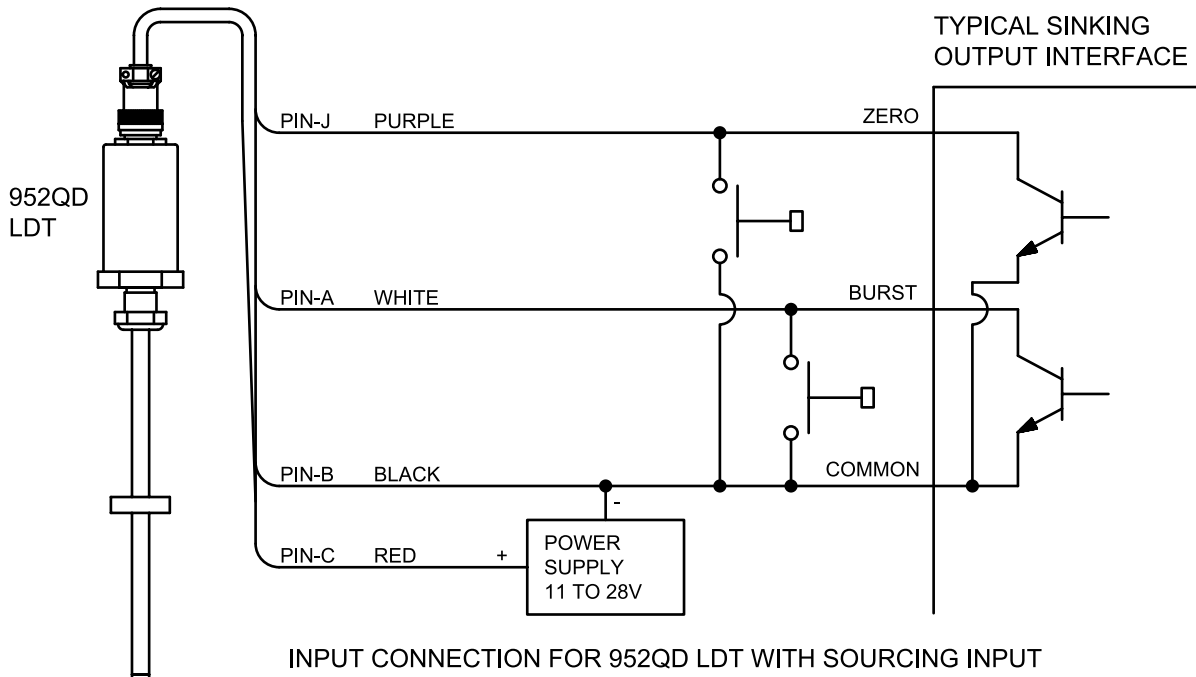 TYPICAL SINKING
OUTPUT INTERFACE
PIN-J PURPLE ZERO
952QD
LDT
PIN-A WHITE BURST
PIN-B BLACK COMMON
-
PIN-C RED +
POWER
SUPPLY
11 TO 28V
INPUT CONNECTION FOR 952QD LDT WITH SOURCING INPUT